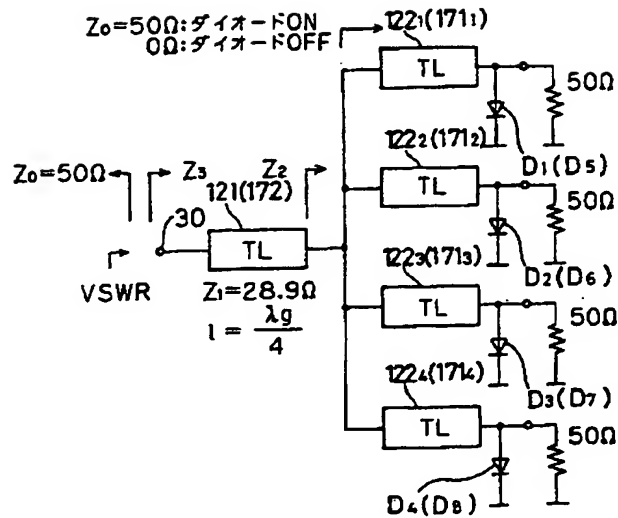 Z₀=50Ω:ダイオードON
0Ω:ダイオードOFF
122₁(171₁)
TL
50Ω
D₁(D₅)
122₂(171₂)
TL
50Ω
D₂(D₆)
Z₀=50Ω
Z₃
Z₂
121(172)
30
TL
VSWR
Z₁=28.9Ω
l = λg/4
122₃(171₃)
TL
50Ω
D₃(D₇)
122₄(171₄)
TL
50Ω
D₄(D₈)